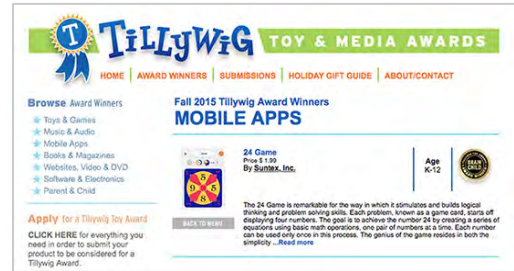 TILLYWIG TOY & MEDIA AWARDS
HOME | AWARD WINNERS | SUBMISSIONS | HOLIDAY GIFT GUIDE | ABOUT/CONTACT
Browse Award Winners
Toys & Games
Music & Audio
Mobile Apps
Books & Magazines
Websites, Video & DVD
Software & Electronics
Parent & Child
Apply for a Tillywig Toy Award
CLICK HERE for everything you
need in order to submit your
product to be considered for a
Tillywig Award.
Fall 2015 Tillywig Award Winners
MOBILE APPS
24 Game
Price $ 1.99
By Suntex, Inc.
Age
K-12
BRAIN
CHILD
BACK TO MENU
The 24 Game is remarkable for the way in which it stimulates and builds logical
thinking and problem solving skills. Each problem, known as a game card, starts off
displaying four numbers. The goal is to achieve the number 24 by creating a series of
equations using basic math operations, one pair of numbers at a time. Each number
can be used only once in this process. The genius of the game resides in both the
simplicity ...Read more